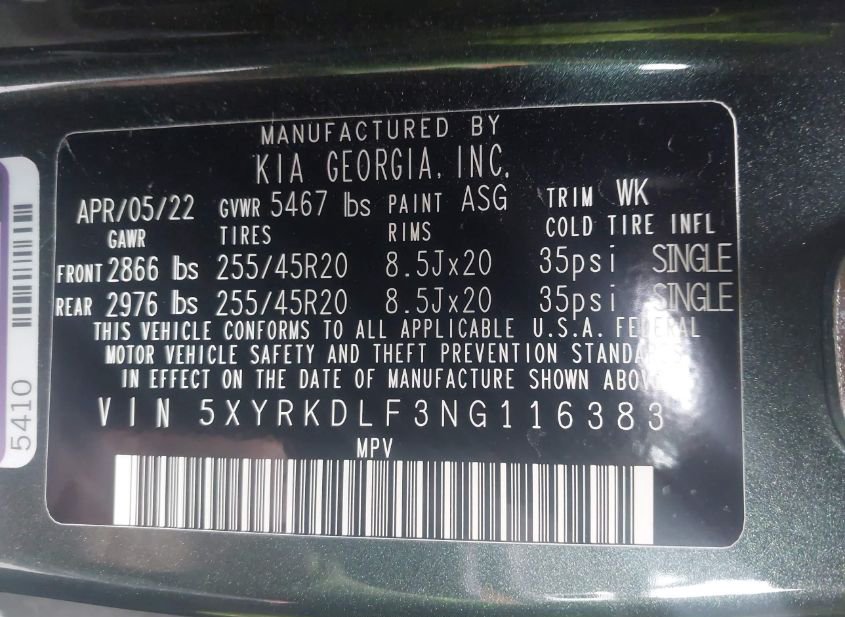 MANUFACTURED BY
KIA GEORGIA, INC.
APR/05/22 GVWR 5467 lbs PAINT ASG TRIM WK
GAWR TIRES RIMS COLD TIRE INFL
FRONT 2866 lbs 255/45R20 8.5Jx20 35psi SINGLE
REAR 2976 lbs 255/45R20 8.5Jx20 35psi SINGLE
THIS VEHICLE CONFORMS TO ALL APPLICABLE U.S.A. FEDERAL
MOTOR VEHICLE SAFETY AND THEFT PREVENTION STANDARDS
IN EFFECT ON THE DATE OF MANUFACTURE SHOWN ABOVE
VIN 5XYRKDLF3NG116383
MPV
5410